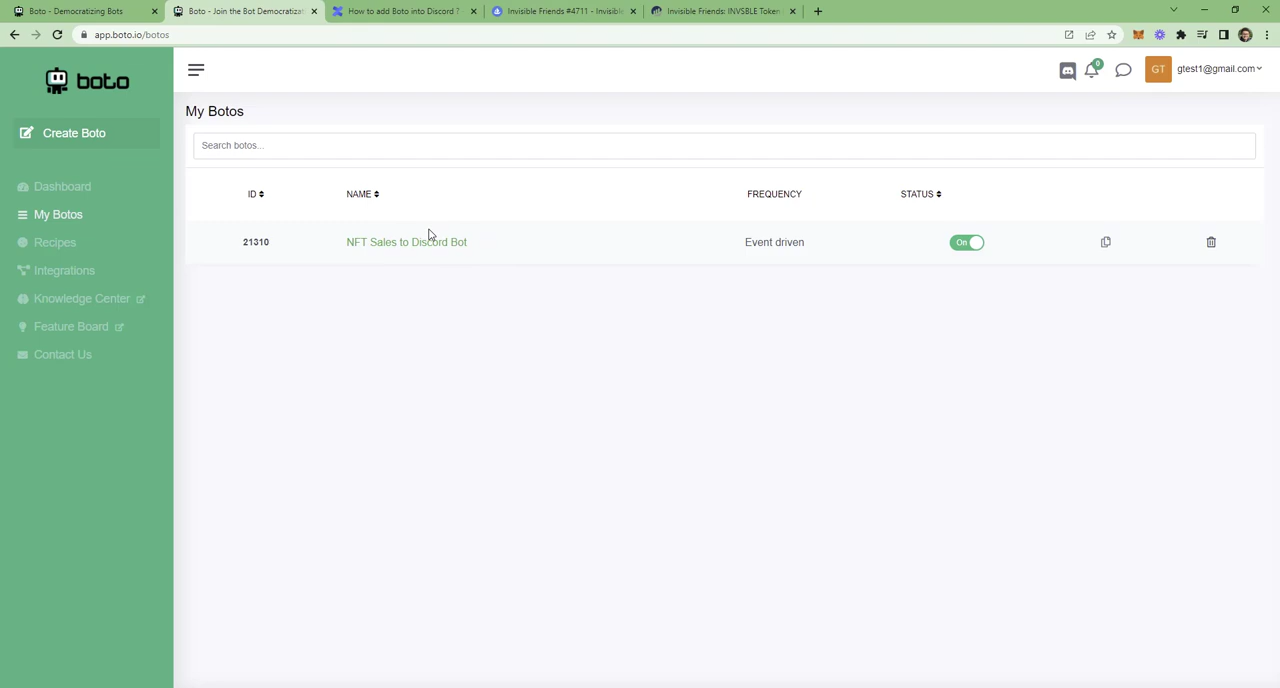 Boto - Democratizing Bots
Boto - Join the Bot Democratizati
How to add Boto into Discord ?
Invisible Friends #4711 - Invisible
Invisible Friends: INVSBLE Token
app.boto.io/botos
boto
0
GT
gtest1@gmail.com
Create Boto
Dashboard
My Botos
Recipes
Integrations
Knowledge Center
Feature Board
Contact Us
My Botos
Search botos...
ID
NAME
FREQUENCY
STATUS
21310
NFT Sales to Discord Bot
Event driven
On